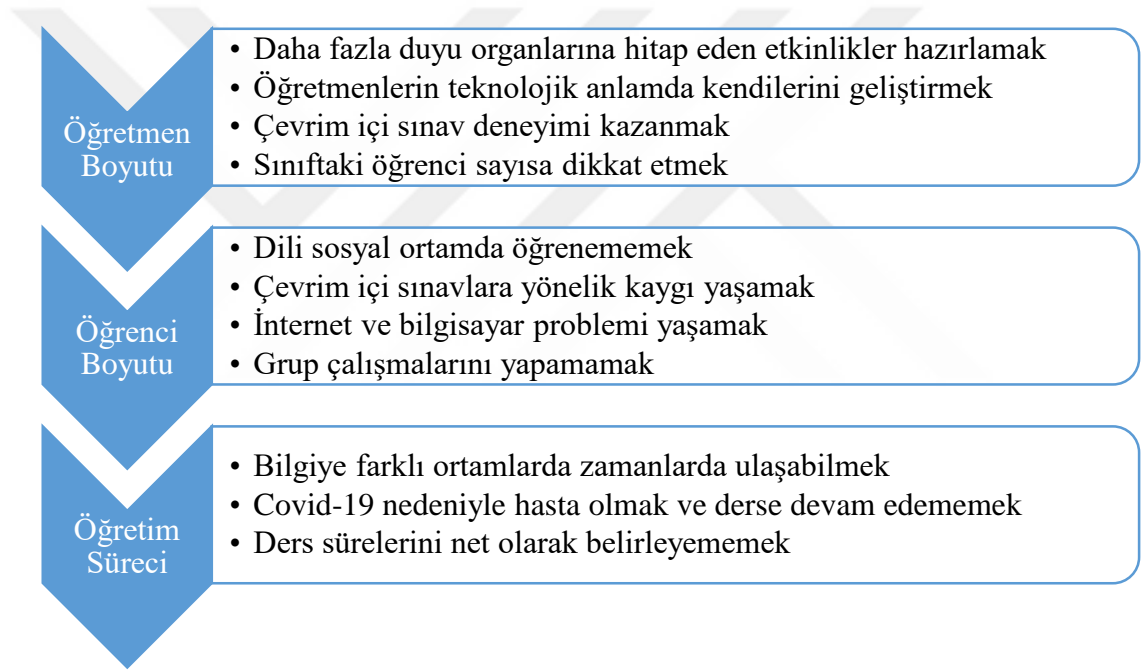 Öğretmen
Boyutu
• Daha fazla duyu organlarına hitap eden etkinlikler hazırlamak
• Öğretmenlerin teknolojik anlamda kendilerini geliştirmek
• Çevrim içi sınav deneyimi kazanmak
• Sınıftaki öğrenci sayısa dikkat etmek
Öğrenci
Boyutu
• Dili sosyal ortamda öğrenememek
• Çevrim içi sınavlara yönelik kaygı yaşamak
• İnternet ve bilgisayar problemi yaşamak
• Grup çalışmalarını yapamamak
Öğretim
Süreci
• Bilgiye farklı ortamlarda zamanlarda ulaşabilmek
• Covid-19 nedeniyle hasta olmak ve derse devam edememek
• Ders sürelerini net olarak belirleyememek